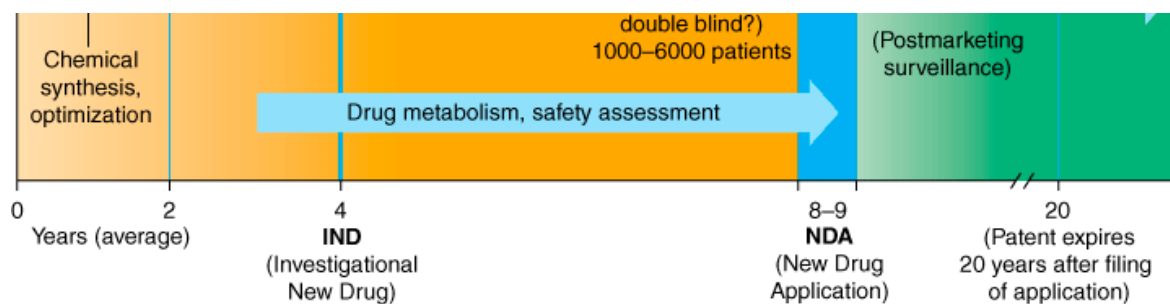 double blind?)
1000–6000 patients
Chemical
synthesis,
optimization
(Postmarketing
surveillance)
Drug metabolism, safety assessment
0
2
4
8–9
20
Years (average)
IND
(Investigational
New Drug)
NDA
(New Drug
Application)
(Patent expires
20 years after filing
of application)